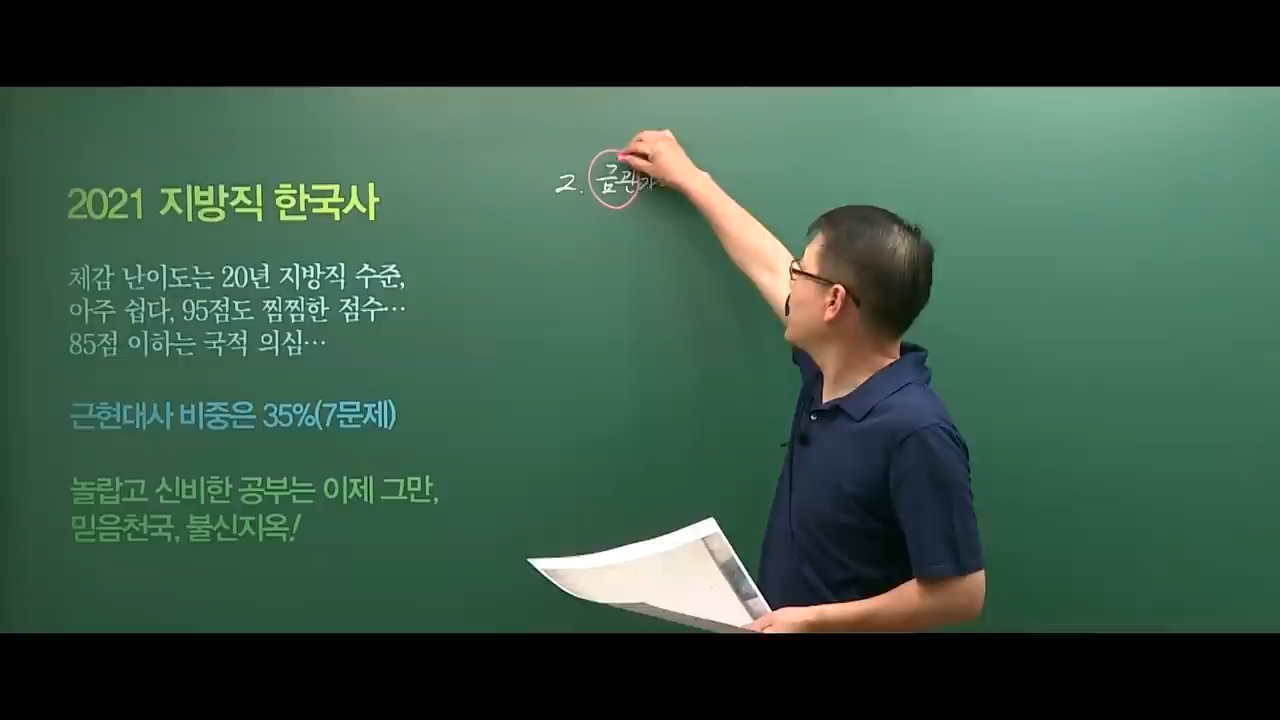 2021 지방직 한국사
체감 난이도는 20년 지방직 수준,
아주 쉽다, 95점도 찜찜한 점수…
85점 이하는 국적 의심…
근현대사 비중은 35%(7문제)
놀랍고 신비한 공부는 이제 그만,
믿음천국, 불신지옥!
2. 금관가